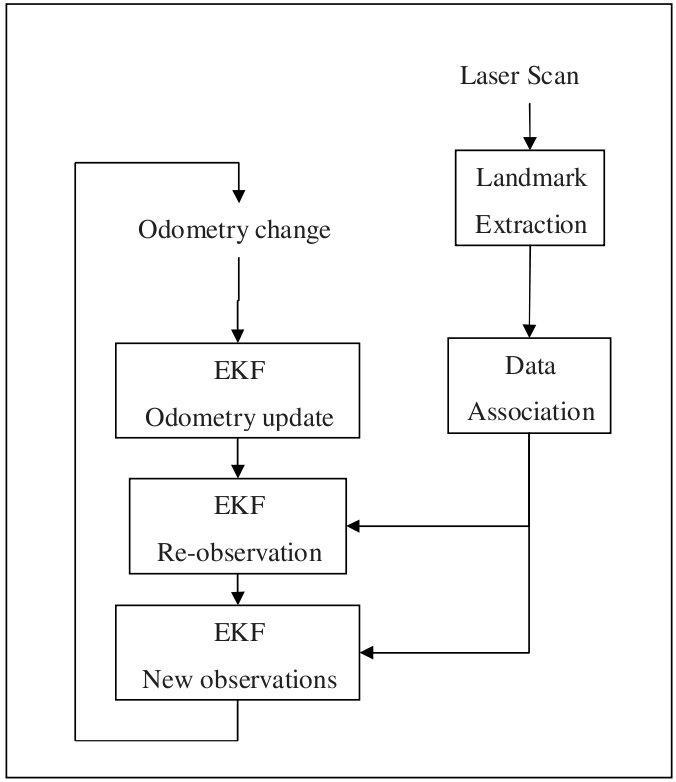 Laser Scan
Landmark
Extraction
Odometry change
EKF
Odometry update
Data
Association
EKF
Re-observation
EKF
New observations